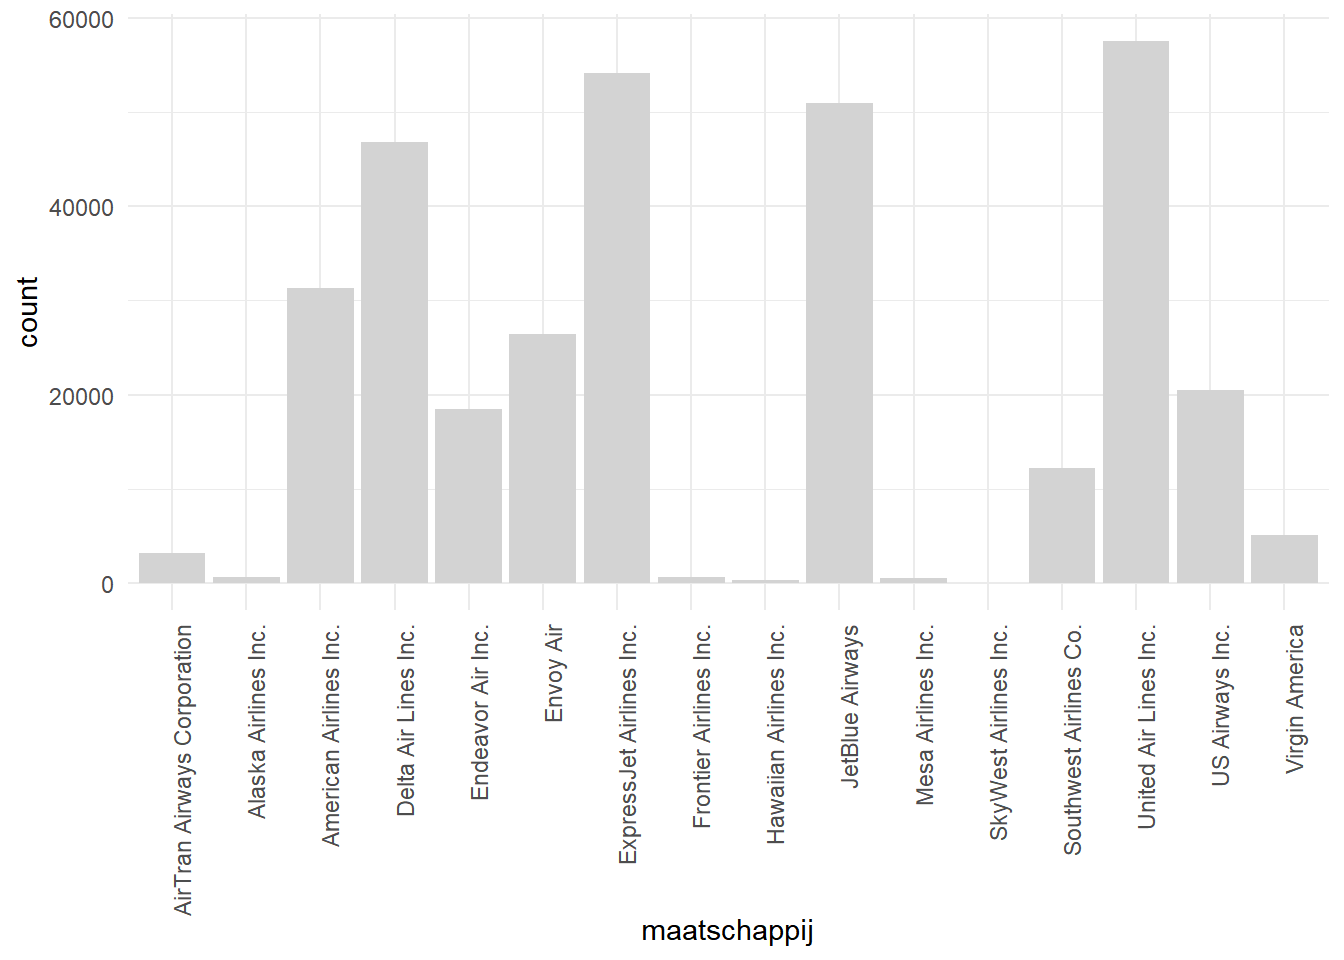 60000
40000
20000
0
count
AirTran Airways Corporation
Alaska Airlines Inc.
American Airlines Inc.
Delta Air Lines Inc.
Endeavor Air Inc.
Envoy Air
ExpressJet Airlines Inc.
Frontier Airlines Inc.
Hawaiian Airlines Inc.
JetBlue Airways
Mesa Airlines Inc.
SkyWest Airlines Inc.
Southwest Airlines Co.
United Air Lines Inc.
US Airways Inc.
Virgin America
maatschappij